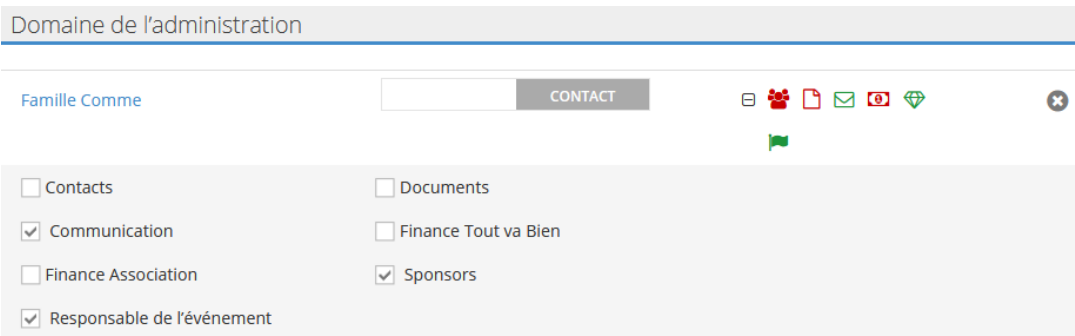 Domaine de l’administration
Famille Comme CONTACT
Contacts Documents
Communication Finance Tout va Bien
Finance Association Sponsors
Responsable de l’événement